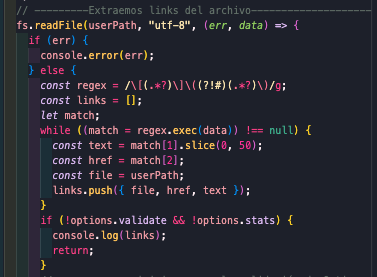 // ---------Extraemos links del archivo--------------------
fs.readFile(userPath, "utf-8", (err, data) => {
  if (err) {
    console.error(err);
  } else {
    const regex = /\[(.*?)\]\((?!#)(.*?)\)/g;
    const links = [];
    let match;
    while ((match = regex.exec(data)) !== null) {
      const text = match[1].slice(0, 50);
      const href = match[2];
      const file = userPath;
      links.push({ file, href, text });
    }
    if (!options.validate && !options.stats) {
      console.log(links);
      return;
    }